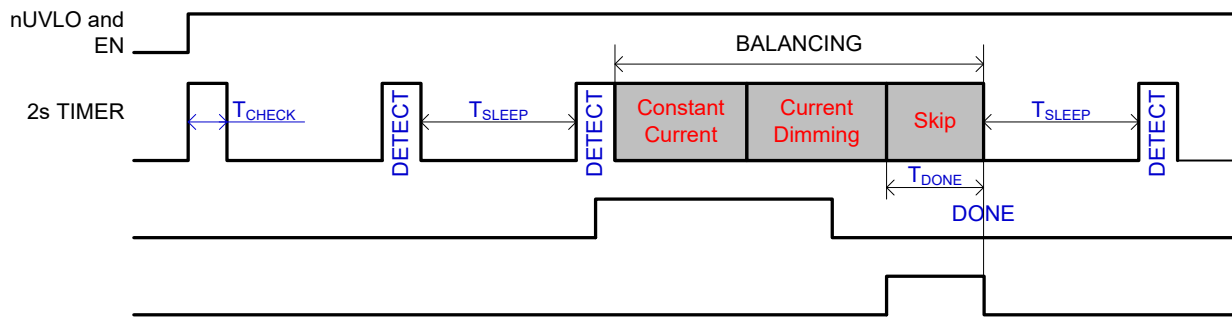 nUVLO and
EN
BALANCING
2s TIMER
TCHECK
DETECT
TSLEEP
DETECT
Constant
Current
Current
Dimming
Skip
TSLEEP
DETECT
TDONE
DONE